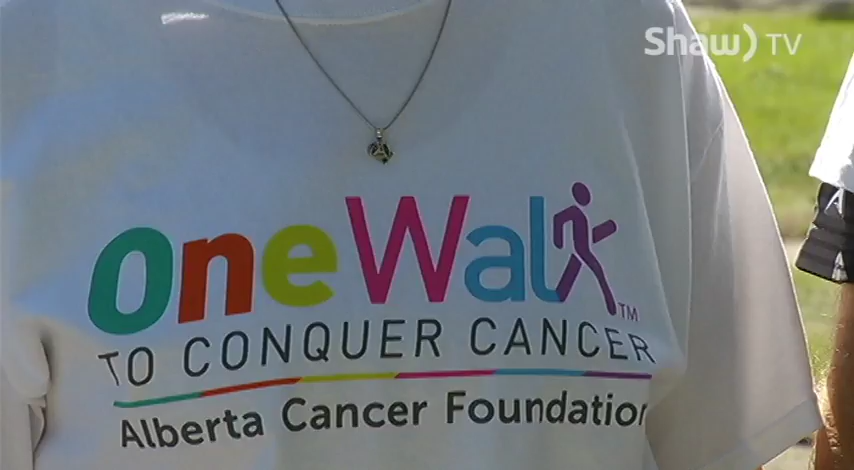 Shaw) TV
OneWalk™
TO CONQUER CANCER
Alberta Cancer Foundation